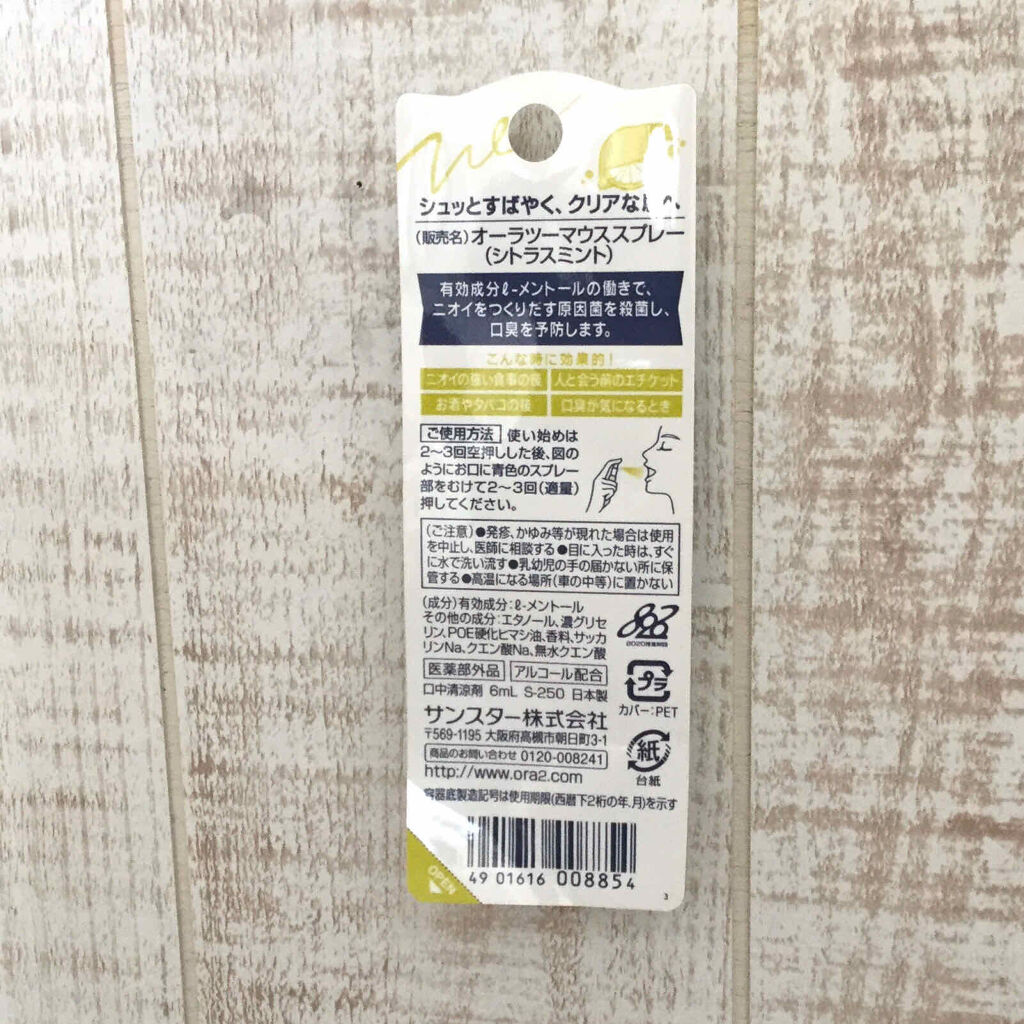 シュッとすばやく、クリアな
(販売名)オーラツーマウススプレー
(シトラスミント)
有効成分ℓ-メントールの働きで、
ニオイをつくりだす原因菌を殺菌し、
口臭を予防します。
こんな時に効果的!
ニオイの強い食事の後 人と会う前のエチケット
お酒やタバコの後 口臭が気になるとき
ご使用方法 使い始めは
2〜3回空押しした後、図の
ようにお口に青色のスプレー
部をむけて2〜3回(適量)
押してください。
(ご注意)●発疹、かゆみ等が現れた場合は使用
を中止し、医師に相談する●目に入った時は、すぐ
に水で洗い流す●乳幼児の手の届かない所に保
管する●高温になる場所(車の中等)に置かない
(成分)有効成分:ℓ-メントール
その他の成分:エタノール、濃グリセ
リン、POE硬化ヒマシ油、香料、サッカ
リンNa、クエン酸Na、無水クエン酸
医薬部外品 アルコール配合
口中清涼剤 6mL S-250 日本製
サンスター株式会社
〒569-1195 大阪府高槻市朝日町3-1
商品のお問い合わせ 0120-008241
http://www.ora2.com
8020
プラ
カバー:PET
紙
台紙
容器底製造記号は使用期限(西暦下2桁の年、月)を示す
OPEN
49 01616 008854
3